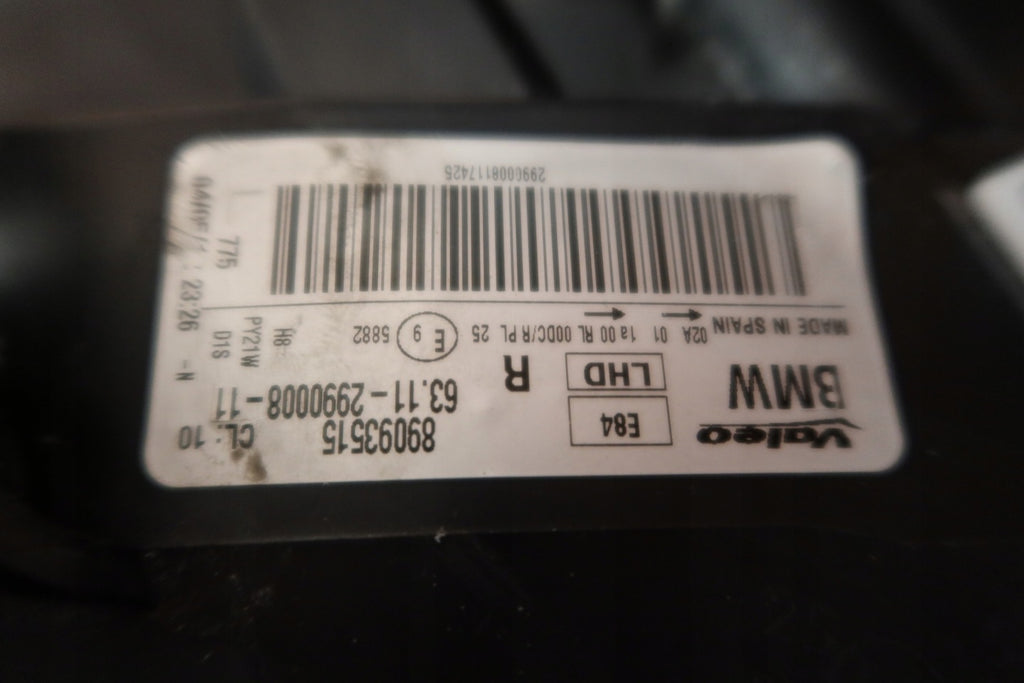 Valeo
BMW
MADE IN SPAIN
E84
LHD
R
89093515
63.11-2990008-11
CL: 10
02A 01 1a 00 RL 00DC/R PL 25
E 9
5882
H8
PY21W
D1S
775
23:26 -N